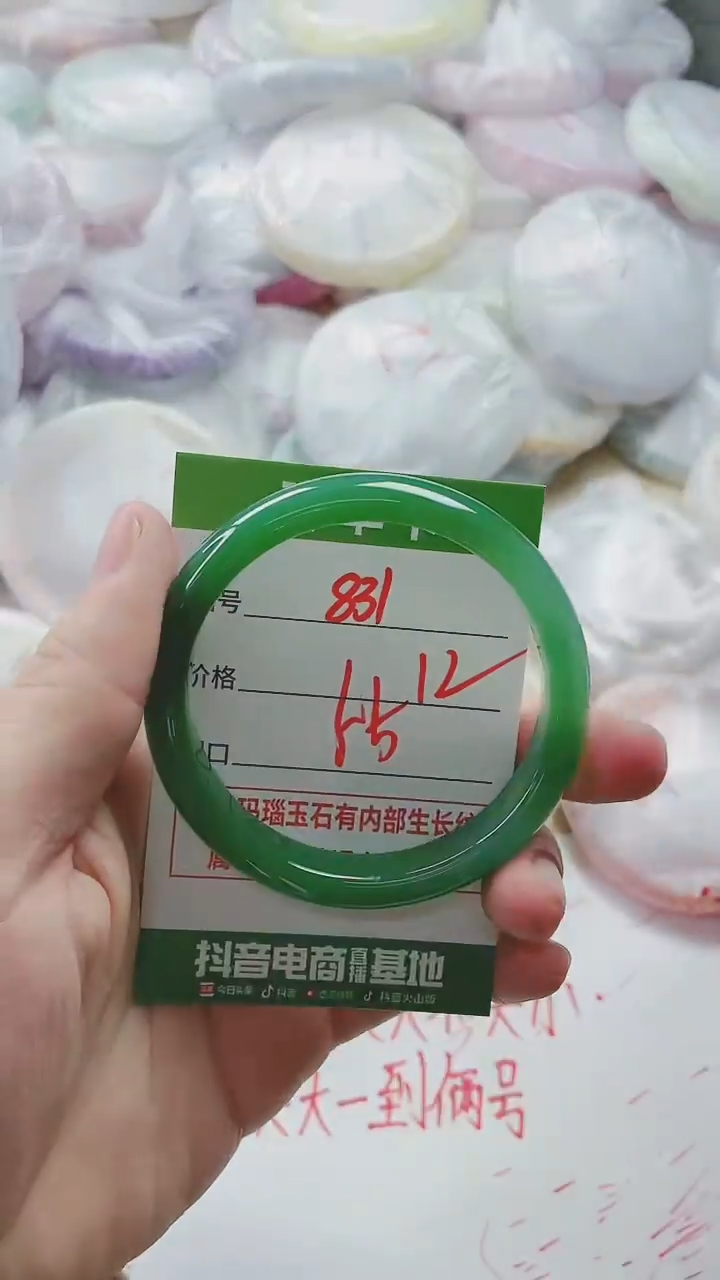 号 831
价格 12
口 55
玛瑙玉石有内部生长纹
属
抖音电商直播基地
今日头条 抖音 抖音火山版
大一到俩号